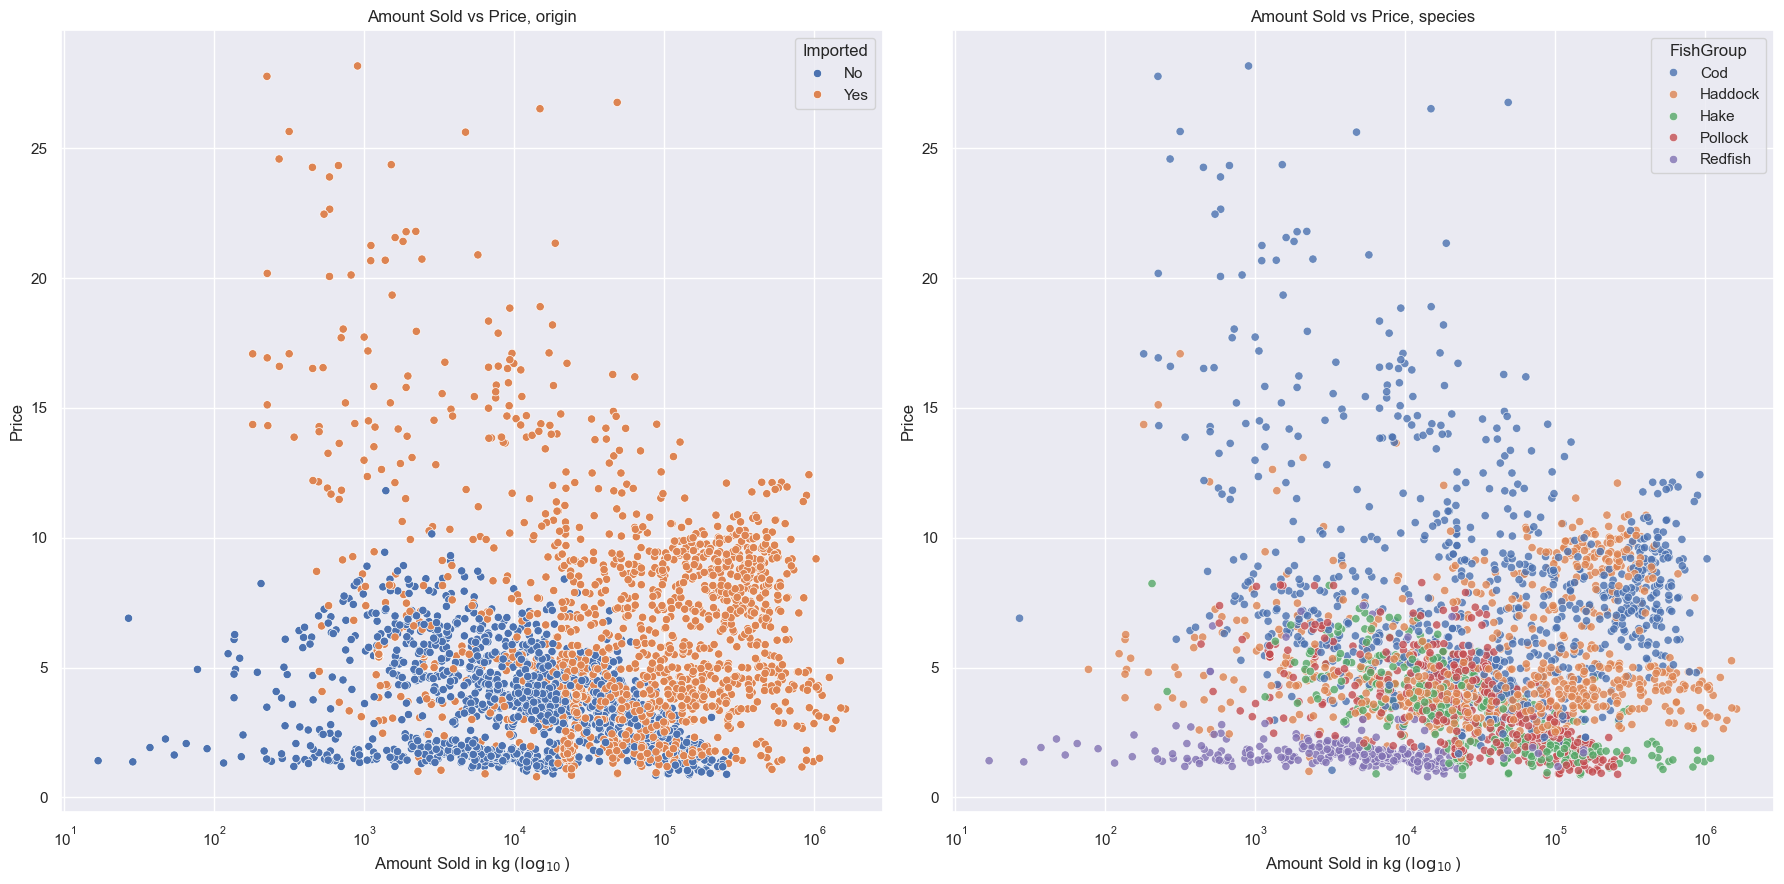 Amount Sold vs Price, origin
Imported
No
Yes
Price
25
20
15
10
5
0
10¹ 10² 10³ 10⁴ 10⁵ 10⁶
Amount Sold in kg (log₁₀)
Amount Sold vs Price, species
FishGroup
Cod
Haddock
Hake
Pollock
Redfish
Price
25
20
15
10
5
0
10¹ 10² 10³ 10⁴ 10⁵ 10⁶
Amount Sold in kg (log₁₀)